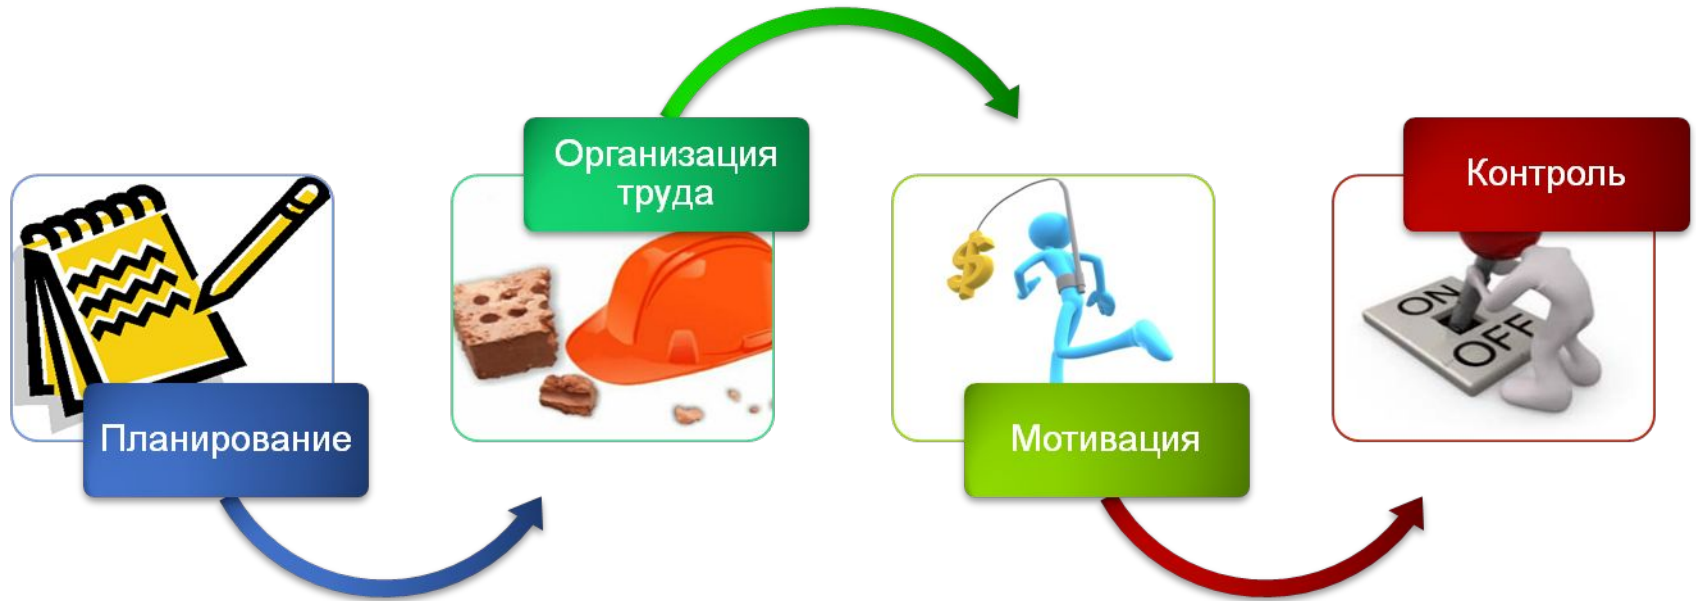 Планирование
Организация
труда
$
Мотивация
Контроль
ON
OFF